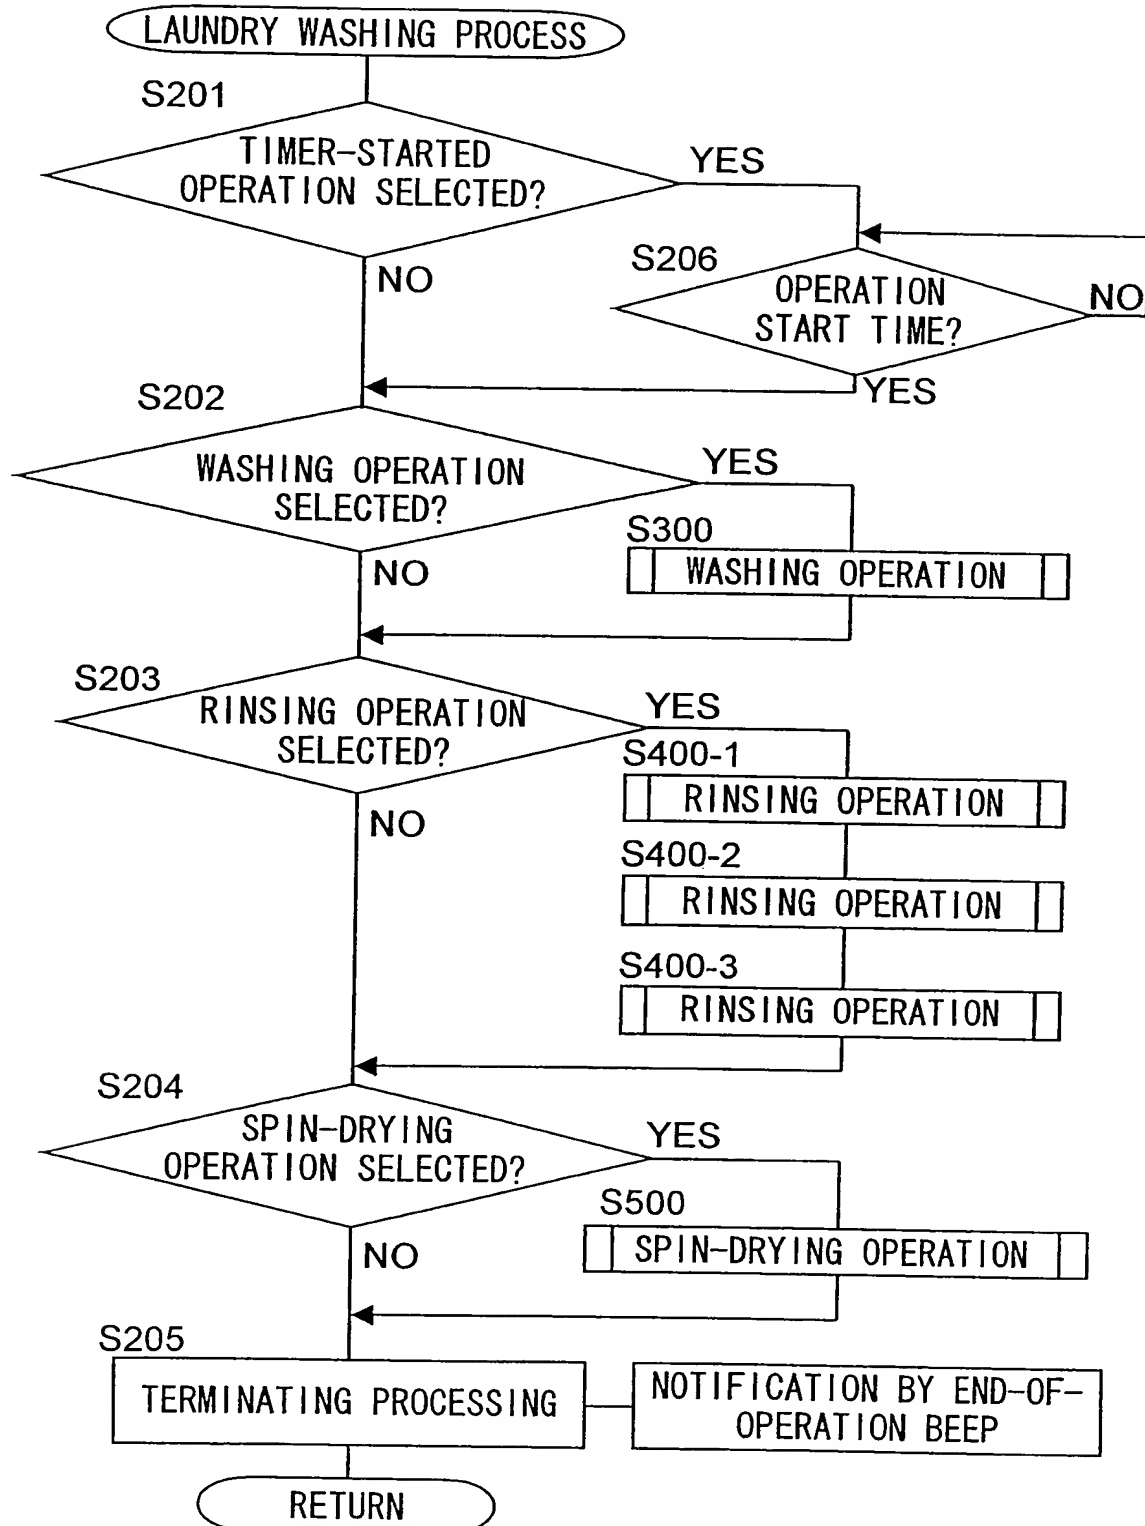 LAUNDRY WASHING PROCESS
S201
TIMER-STARTED
OPERATION SELECTED?
YES
NO
S206
OPERATION
START TIME?
NO
YES
S202
WASHING OPERATION
SELECTED?
YES
NO
S300
WASHING OPERATION
S203
RINSING OPERATION
SELECTED?
YES
NO
S400-1
RINSING OPERATION
S400-2
RINSING OPERATION
S400-3
RINSING OPERATION
S204
SPIN-DRYING
OPERATION SELECTED?
YES
NO
S500
SPIN-DRYING OPERATION
S205
TERMINATING PROCESSING
NOTIFICATION BY END-OF-
OPERATION BEEP
RETURN